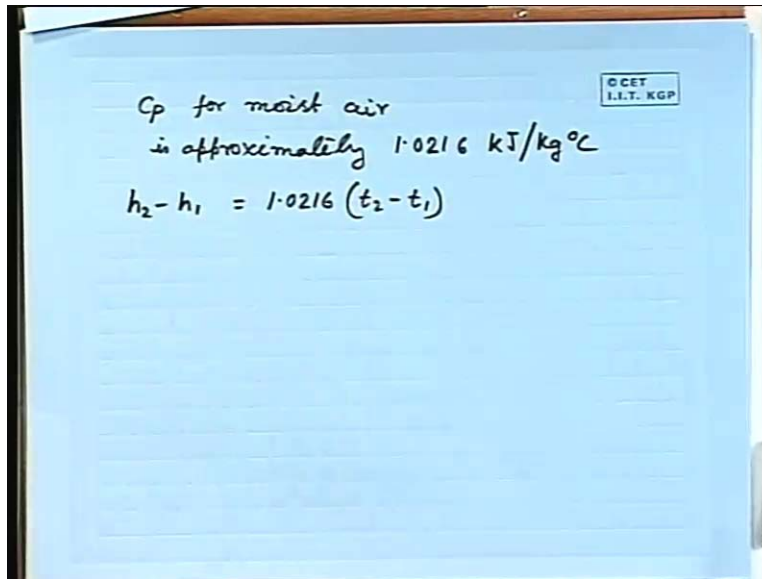 © CET
I.I.T. KGP
Cp for moist air
is approximately 1.0216 kJ/kg°C
h₂ - h₁ = 1.0216 (t₂ - t₁)